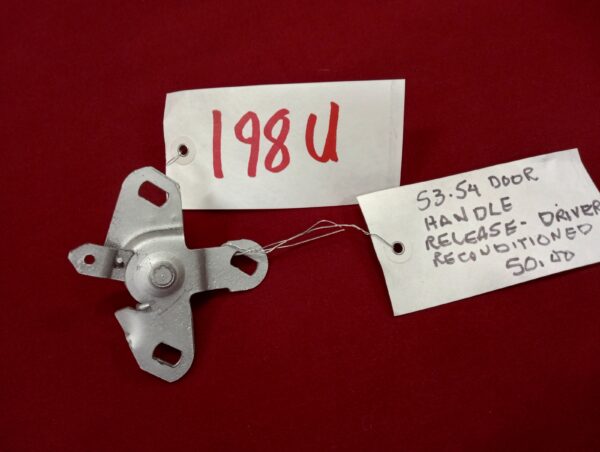 198U
53.54 DOOR
HANDLE
RELEASE- DRIVER
RECONDITIONED
50.00